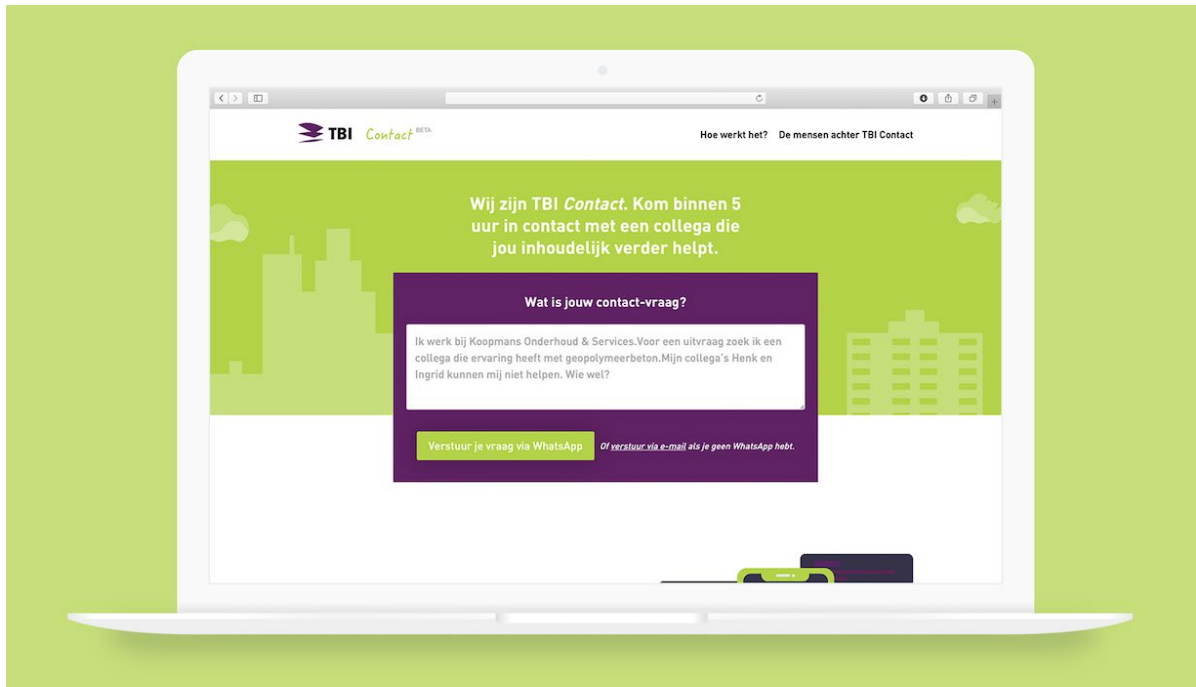 TBI Contact BETA
Hoe werkt het? De mensen achter TBI Contact
Wij zijn TBI Contact. Kom binnen 5
uur in contact met een collega die
jou inhoudelijk verder helpt.
Wat is jouw contact-vraag?
Ik werk bij Koopmans Onderhoud & Services.Voor een uitvraag zoek ik een
collega die ervaring heeft met geopolymeerbeton.Mijn collega's Henk en
Ingrid kunnen mij niet helpen. Wie wel?
Verstuur je vraag via WhatsApp
Of verstuur via e-mail als je geen WhatsApp hebt.